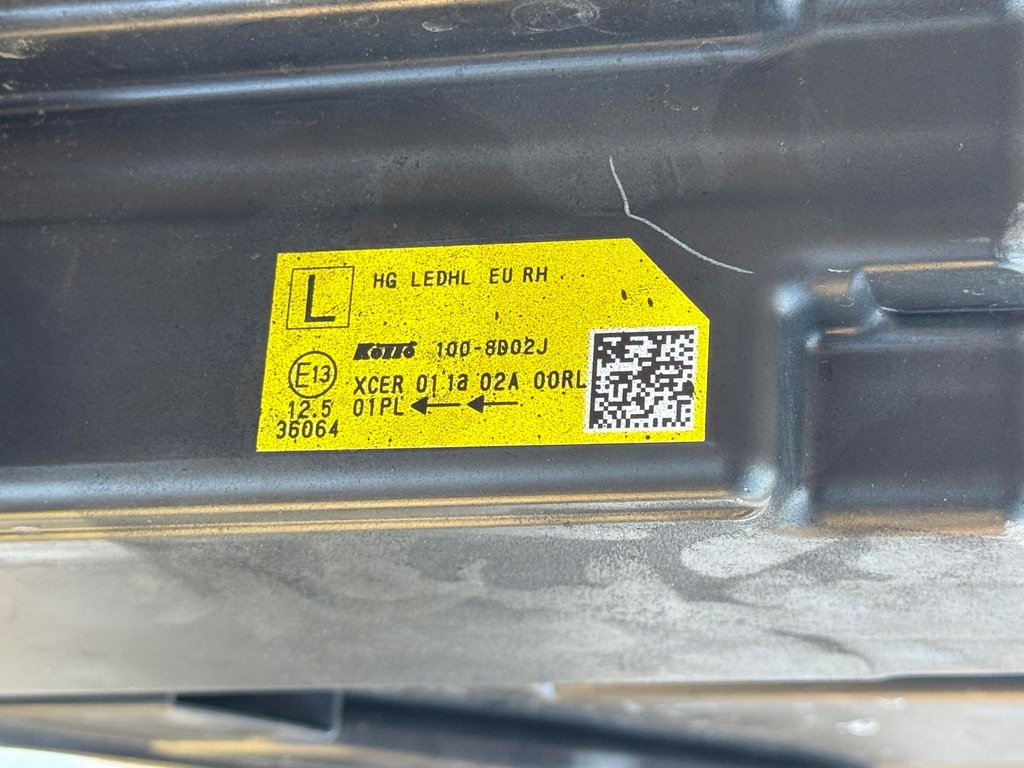 L
HG LEDHL EU RH
KOITO 100-8D02J
E13
XCER 01 1a 02A 00RL
12.5 01PL ←←
36064